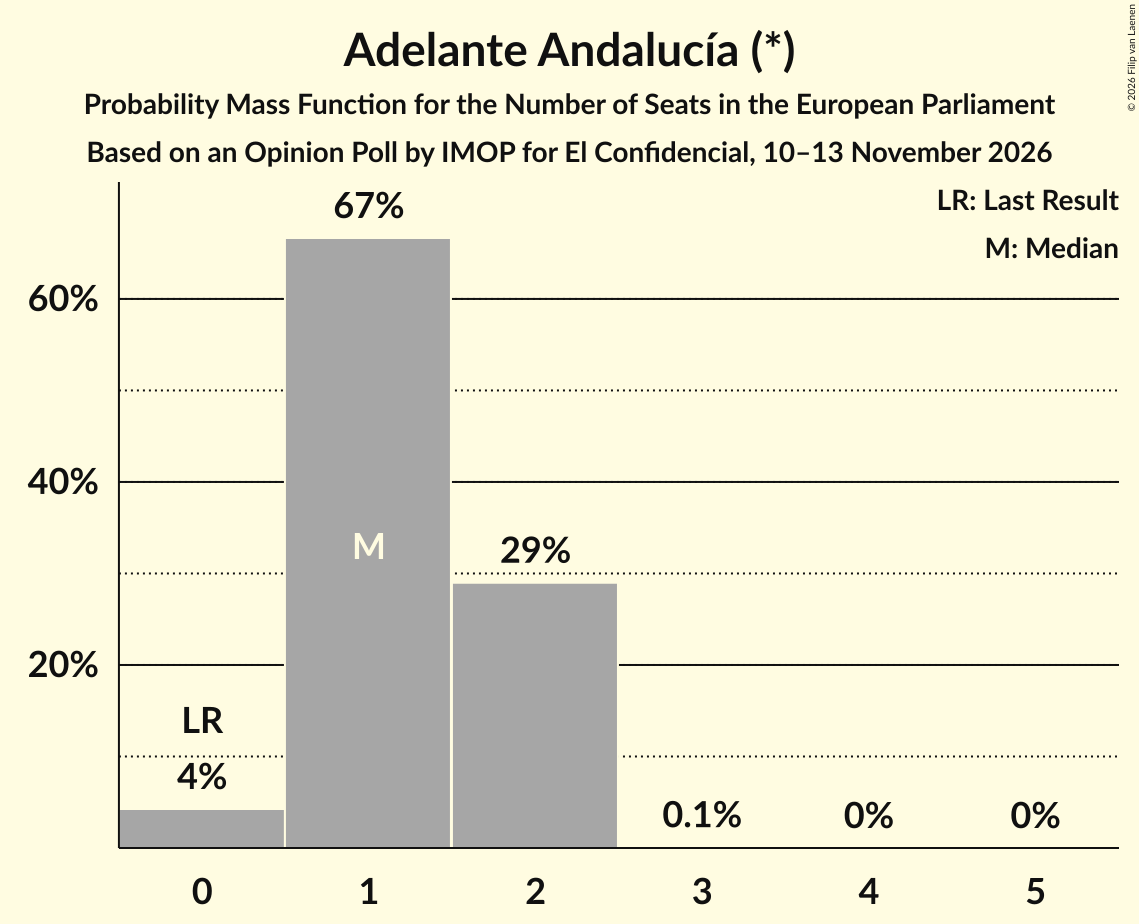 Adelante Andalucía (*)
Probability Mass Function for the Number of Seats in the European Parliament
Based on an Opinion Poll by IMOP for El Confidencial, 10–13 November 2026
© 2026 Filip van Laenen
LR: Last Result
M: Median
67%
60%
40%
M
29%
20%
LR
4%
0.1%
0%
0%
0
1
2
3
4
5